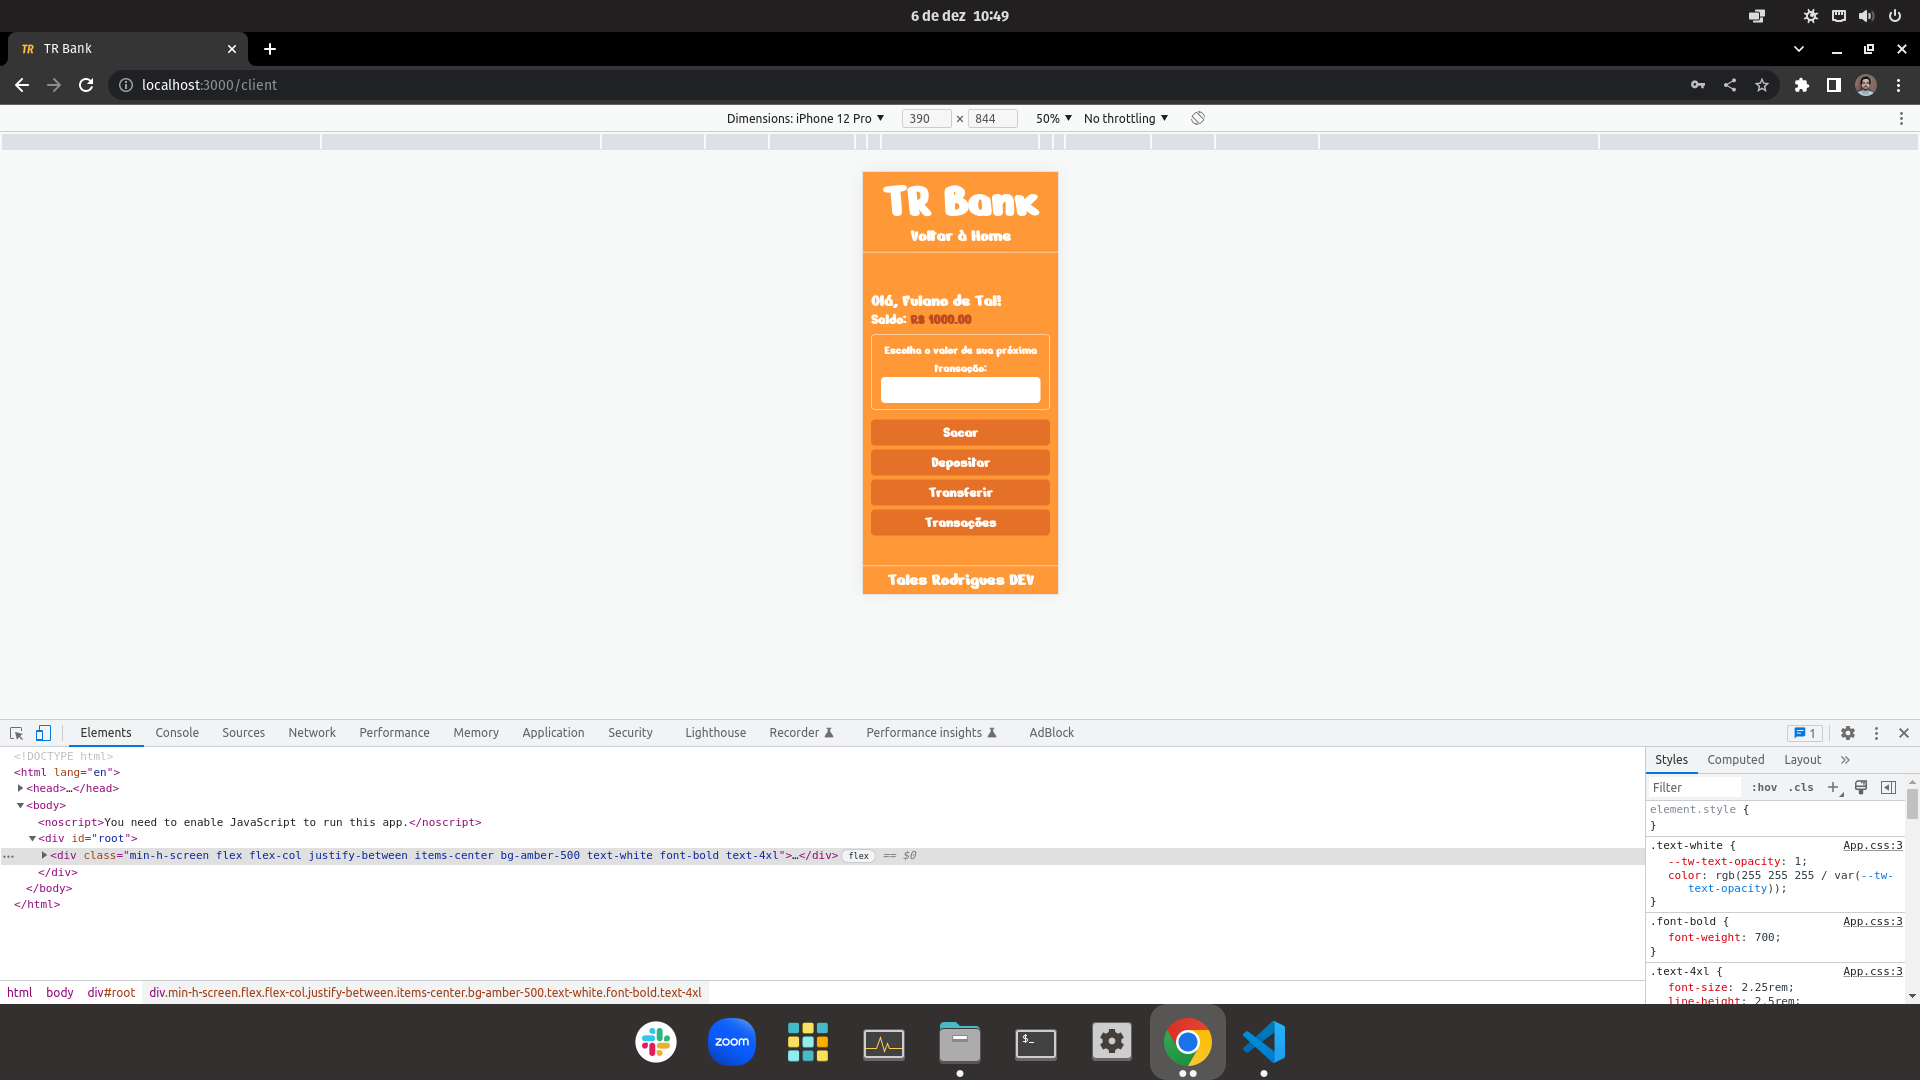 6 de dez 10:49
TR TR Bank
localhost:3000/client
Dimensions: iPhone 12 Pro 390 × 844 50% No throttling
TR Bank
Voltar à Home
Olá, Fulano de Tal!
Saldo: R$ 1000.00
Escolha o valor de sua próxima
transação:
Sacar
Depositar
Transferir
Transações
Tales Rodrigues DEV
Elements Console Sources Network Performance Memory Application Security Lighthouse Recorder Performance insights AdBlock 1
<!DOCTYPE html>
<html lang="en">
<head>…</head>
<body>
<noscript>You need to enable JavaScript to run this app.</noscript>
<div id="root">
<div class="min-h-screen flex flex-col justify-between items-center bg-amber-500 text-white font-bold text-4xl">…</div> flex == $0
</div>
</body>
</html>
html body div#root div.min-h-screen.flex.flex-col.justify-between.items-center.bg-amber-500.text-white.font-bold.text-4xl
Styles Computed Layout »
Filter :hov .cls +
element.style {
}
.text-white { App.css:3
--tw-text-opacity: 1;
color: rgb(255 255 255 / var(--tw-
text-opacity));
}
.font-bold { App.css:3
font-weight: 700;
}
.text-4xl { App.css:3
font-size: 2.25rem;
line-height: 2.5rem;
zoom
$_